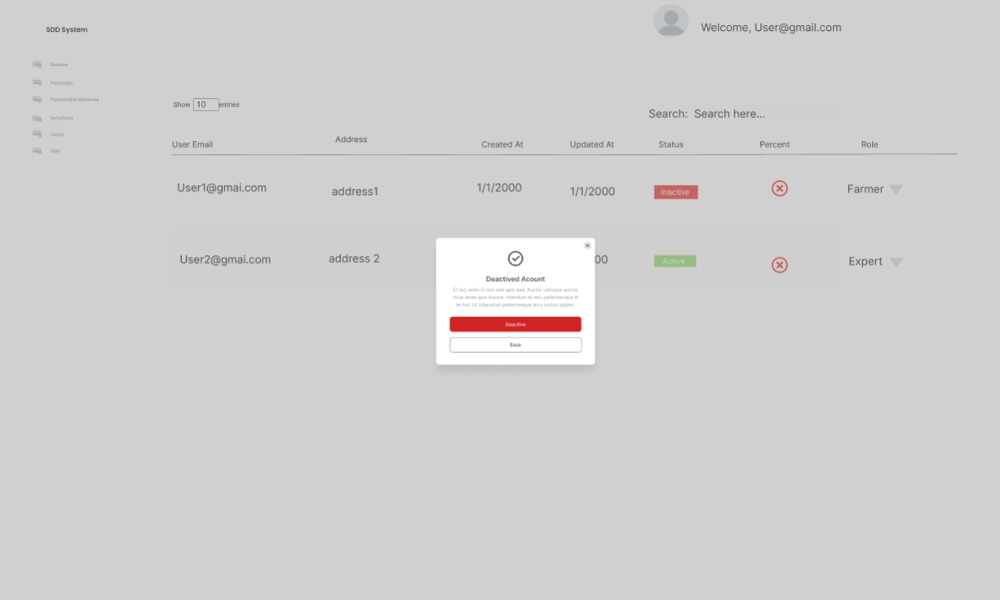 SDD System
Welcome, User@gmail.com
Disease
Pesticides
Preventative Measures
Symptoms
Cause
User
Show 10 entries
Search: Search here...
User Email Address Created At Updated At Status Percent Role
User1@gmai.com address1 1/1/2000 1/1/2000 Inactive Farmer
User2@gmai.com address 2 00 Active Expert
Deactived Acount
Et leo, enim in non sed quis sed. Auctor natoque auctor
risus amet quis mauris. Interdum et nisi, pellentesque id
lectus. Ut bibendum pellentesque arcu luctus sapien.
Deactive
Back